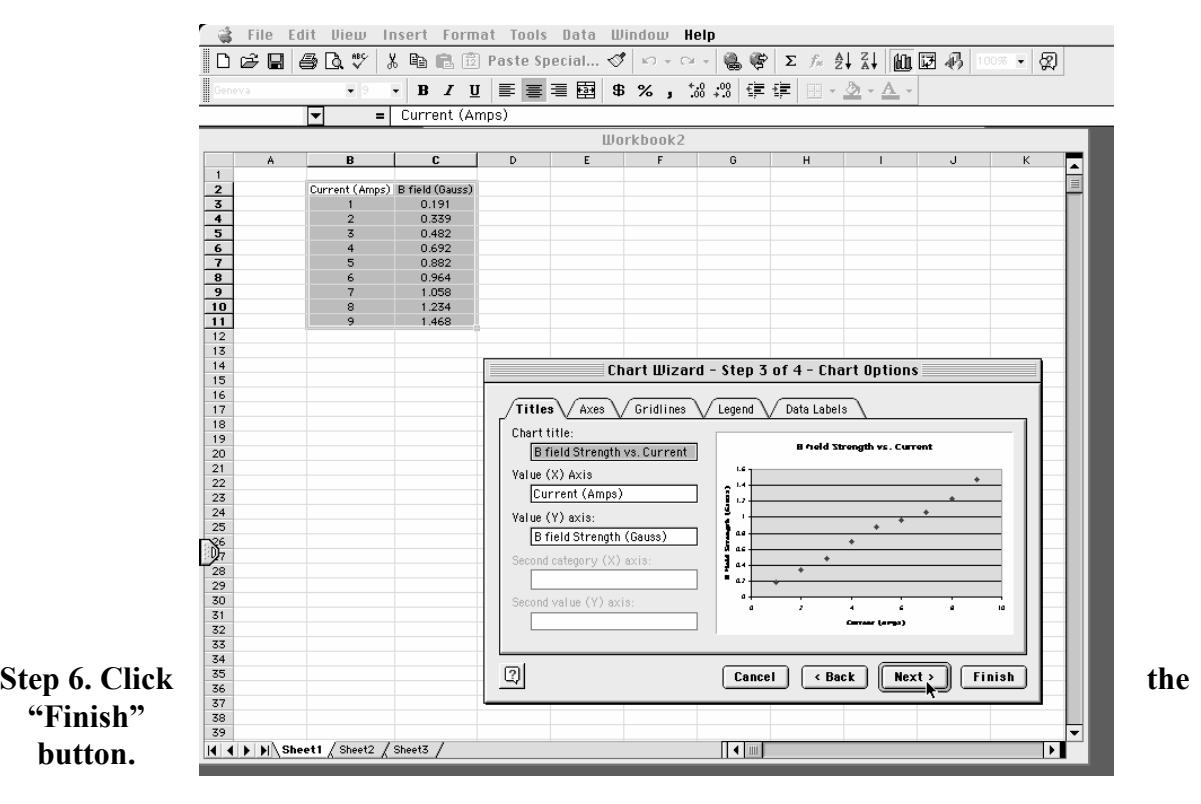 File Edit View Insert Format Tools Data Window Help
Paste Special... Σ 100%
Geneva 9 B I U $ % ,
= Current (Amps)
Workbook2
A B C D E F G H I J K
1
2 Current (Amps) B field (Gauss)
3 1 0.191
4 2 0.339
5 3 0.482
6 4 0.692
7 5 0.882
8 6 0.964
9 7 1.058
10 8 1.234
11 9 1.468
12
13
14
15
16
17
18
19
20
21
22
23
24
25
26
27
28
29
30
31
32
33
34
35
36
37
38
39
Chart Wizard - Step 3 of 4 - Chart Options
Titles Axes Gridlines Legend Data Labels
Chart title:
B field Strength vs. Current
Value (X) Axis
Current (Amps)
Value (Y) axis:
B field Strength (Gauss)
Second category (X) axis:
Second value (Y) axis:
B field Strength vs. Current
B field Strength (Gauss)
1.6
1.4
1.2
1
0.8
0.6
0.4
0.2
0
0 2 4 6 8 10
Current (amps)
? Cancel < Back Next > Finish
Sheet1 Sheet2 Sheet3
Step 6. Click the
“Finish”
button.